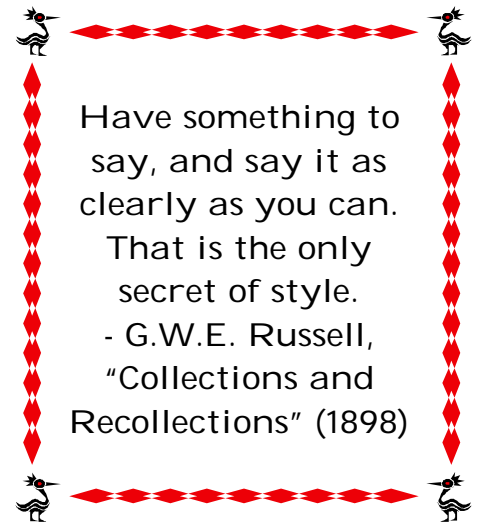 Have something to
say, and say it as
clearly as you can.
That is the only
secret of style.
- G.W.E. Russell,
“Collections and
Recollections” (1898)